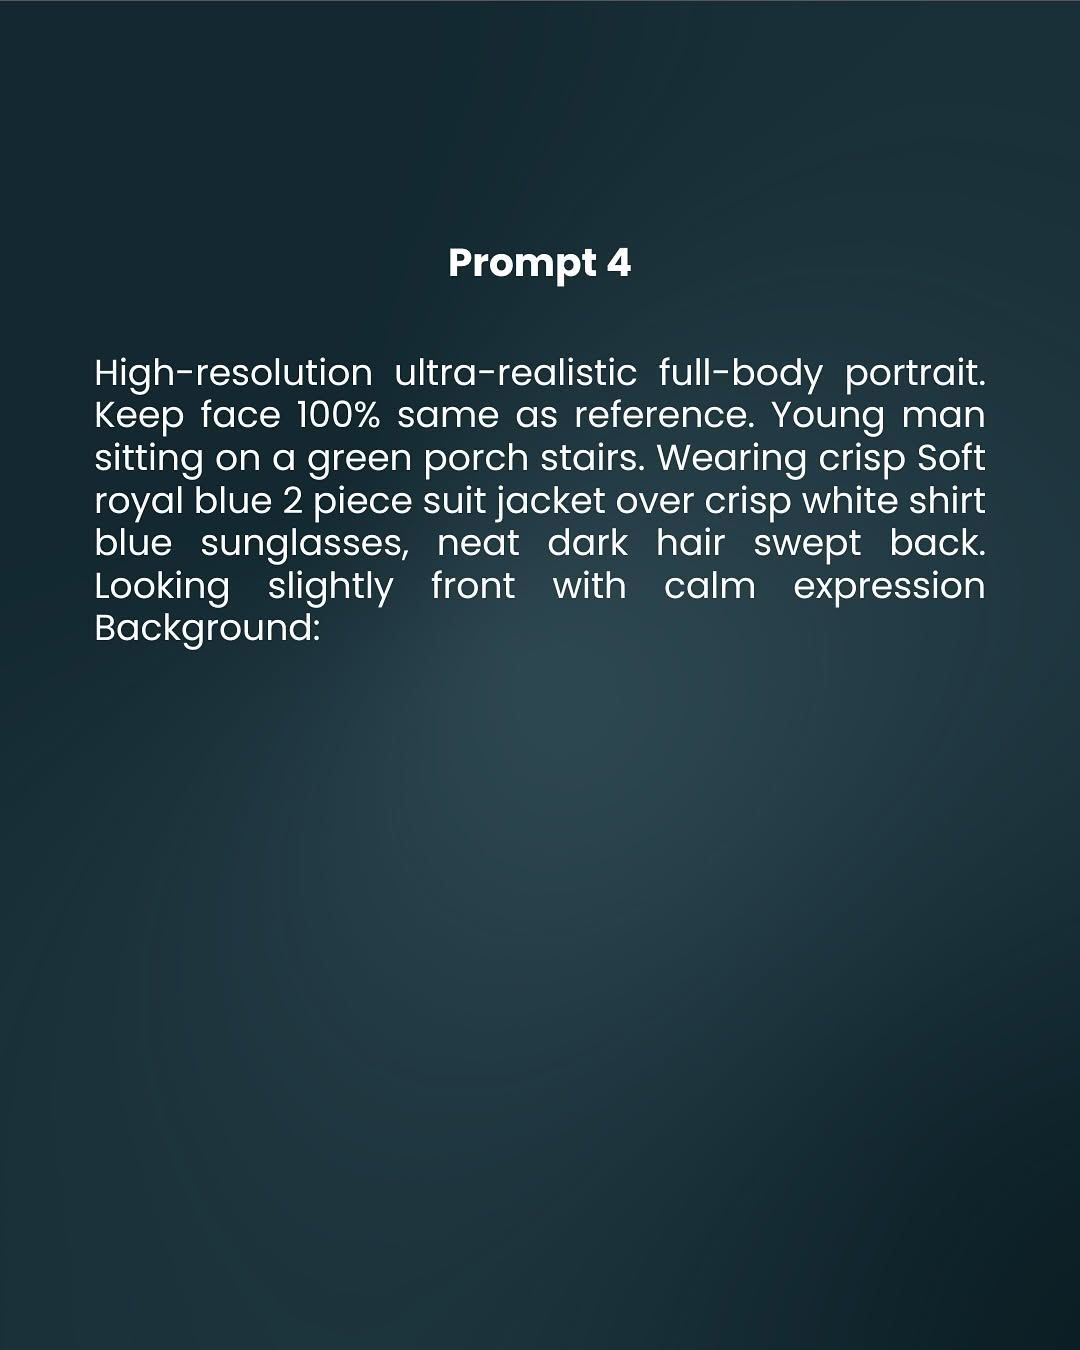 Prompt 4
High-resolution ultra-realistic full-body portrait.
Keep face 100% same as reference. Young man
sitting on a green porch stairs. Wearing crisp Soft
royal blue 2 piece suit jacket over crisp white shirt
blue sunglasses, neat dark hair swept back.
Looking slightly front with calm expression
Background: